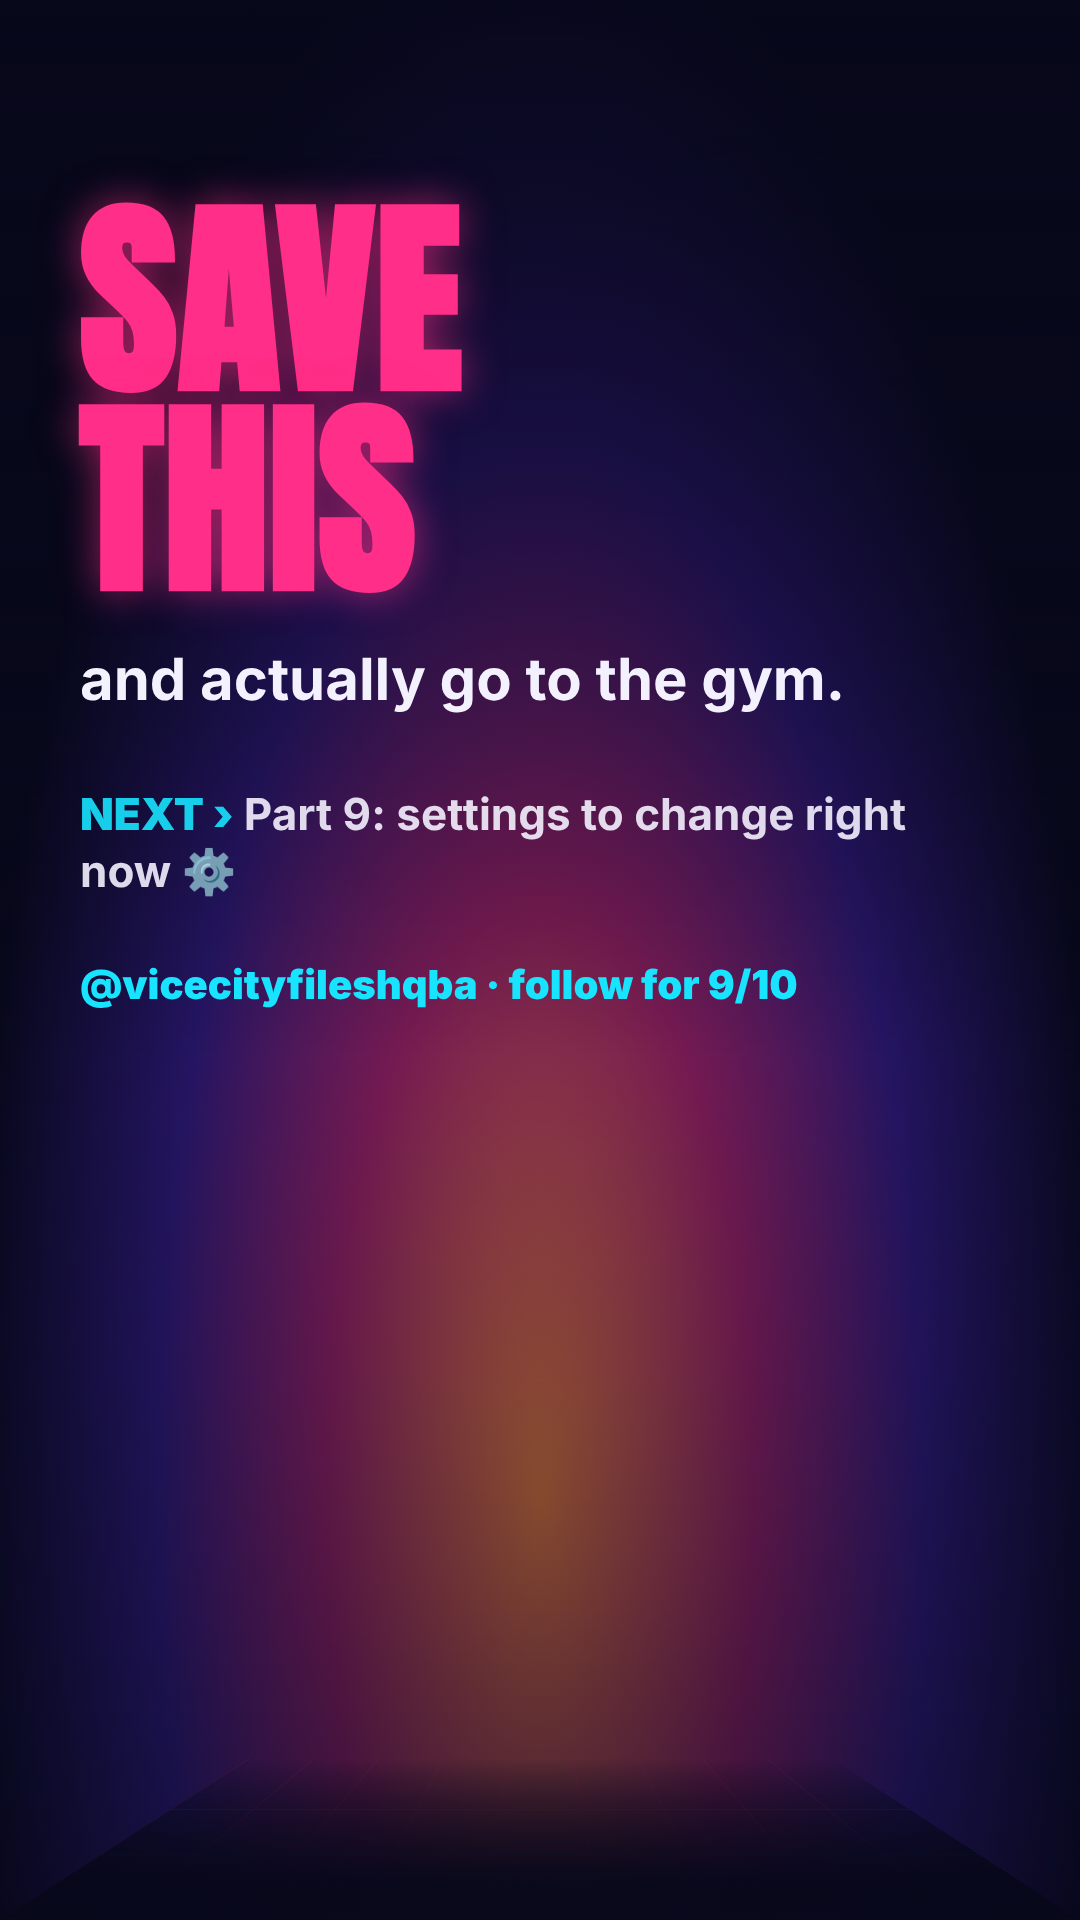 SAVE
THIS
and actually go to the gym.
NEXT › Part 9: settings to change right
now ⚙️
@vicecityfileshqba · follow for 9/10